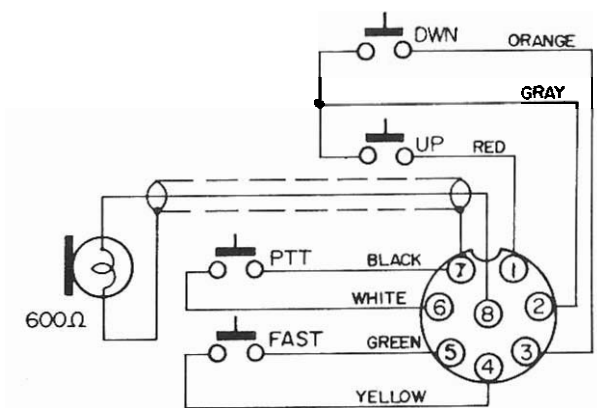 DWN ORANGE
GRAY
UP RED
PTT BLACK
WHITE
600Ω
FAST GREEN
YELLOW
7 1
6 8 2
5 4 3